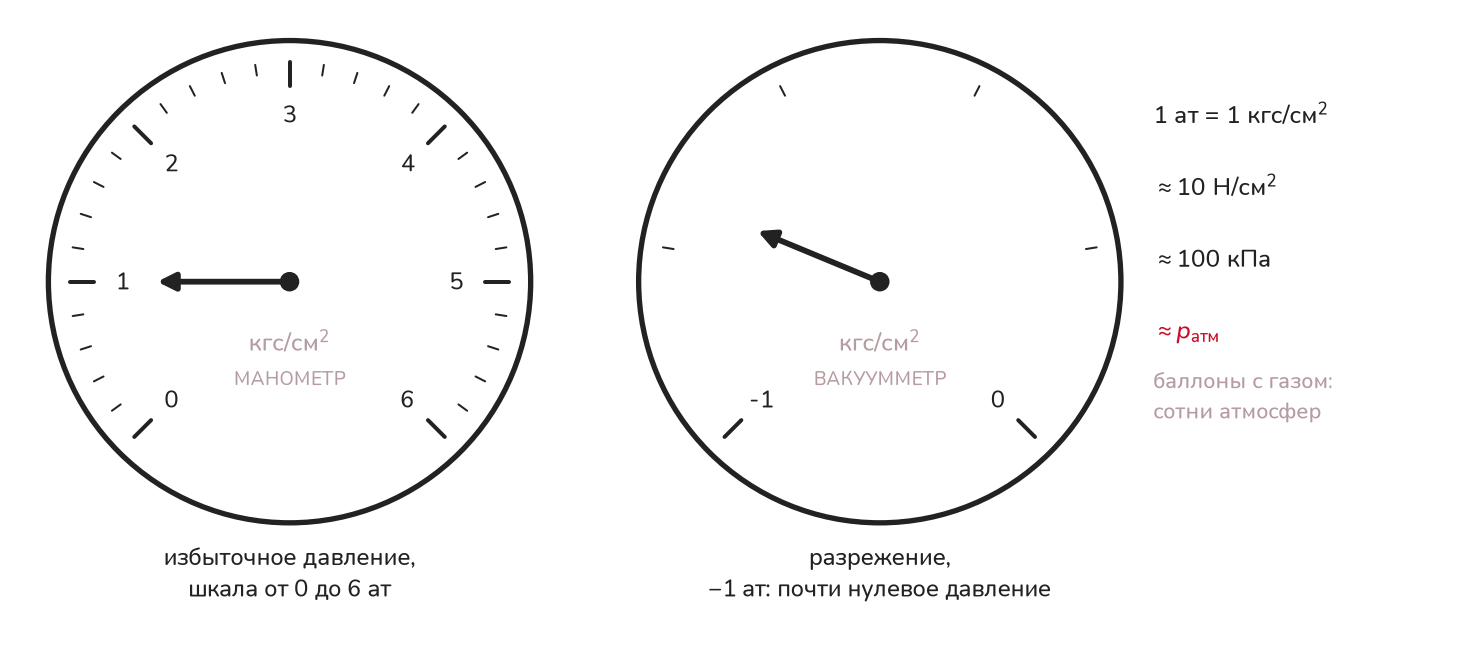 3
2
4
1
5
0
6
кгс/см²
МАНОМЕТР
избыточное давление,
шкала от 0 до 6 ат
кгс/см²
ВАКУУММЕТР
-1
0
разрежение,
−1 ат: почти нулевое давление
1 ат = 1 кгс/см²
≈ 10 Н/см²
≈ 100 кПа
≈ pатм
баллоны с газом:
сотни атмосфер